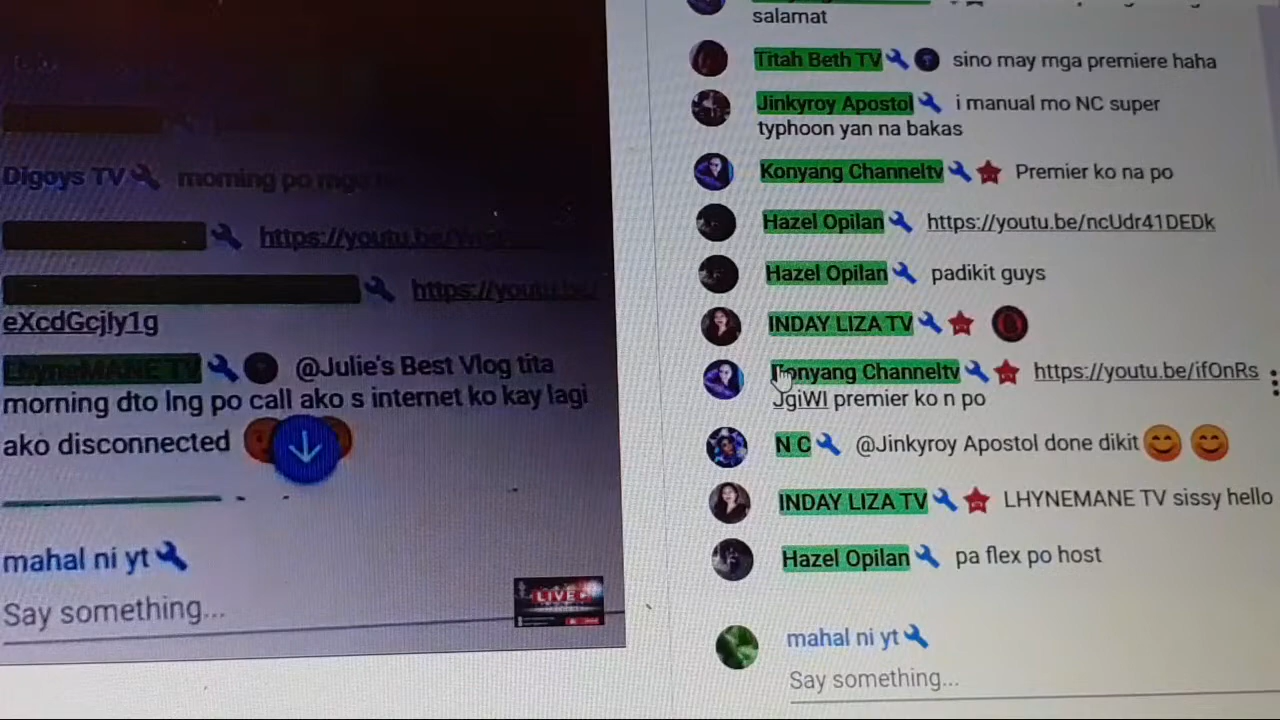 Digoys TV morning po mga
https://youtu.be/
https://youtu.be/
eXcdGcjIy1g
LhyneMANE TV @Julie's Best Vlog tita
morning dto lng po call ako s internet ko kay lagi
ako disconnected
mahal ni yt
Say something...
LIVE
salamat
Titah Beth TV sino may mga premiere haha
Jinkyroy Apostol i manual mo NC super
typhoon yan na bakas
Konyang Channeltv Premier ko na po
Hazel Opilan https://youtu.be/ncUdr41DEDk
Hazel Opilan padikit guys
INDAY LIZA TV
Konyang Channeltv https://youtu.be/ifOnRs
JgiWI premier ko n po
N C @Jinkyroy Apostol done dikit
INDAY LIZA TV LHYNEMANE TV sissy hello
Hazel Opilan pa flex po host
mahal ni yt
Say something...